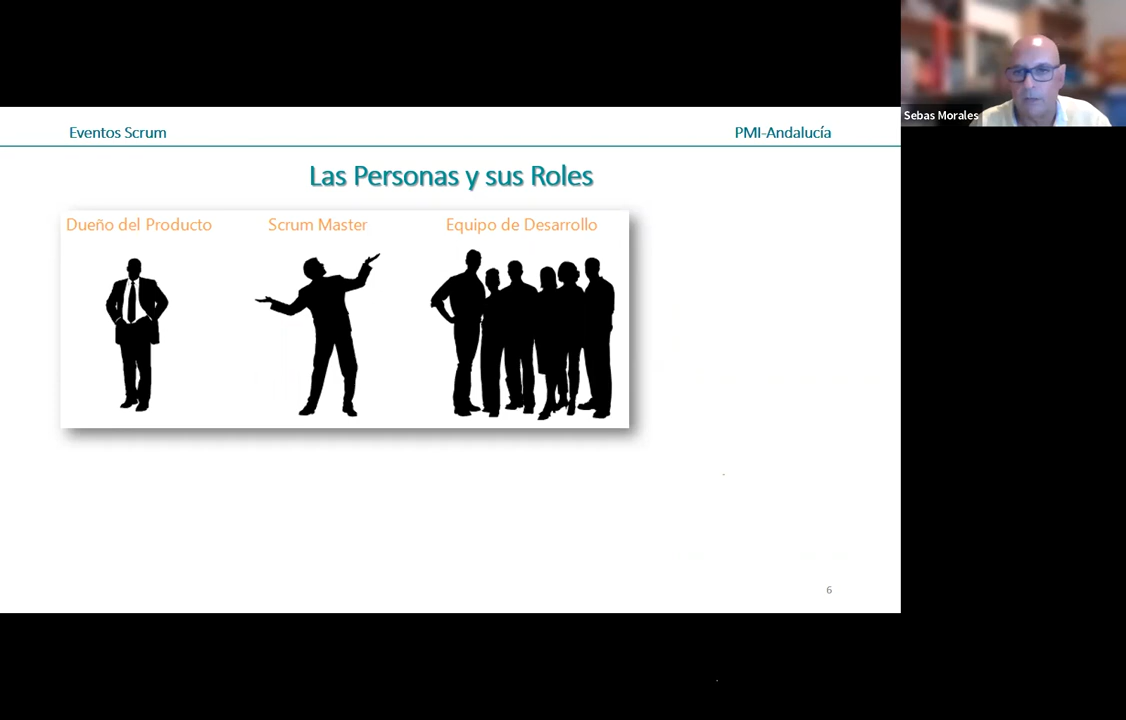 Eventos Scrum
PMI-Andalucía
Las Personas y sus Roles
Dueño del Producto
Scrum Master
Equipo de Desarrollo
6
Sebas Morales